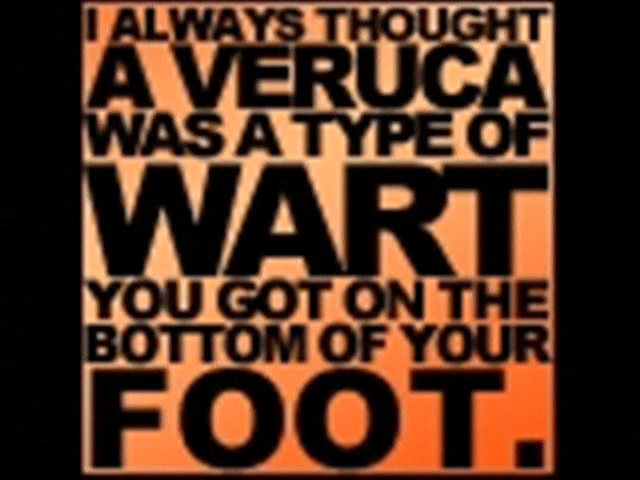 I ALWAYS THOUGHT
A VERUCA
WAS A TYPE OF
WART
YOU GOT ON THE
BOTTOM OF YOUR
FOOT.